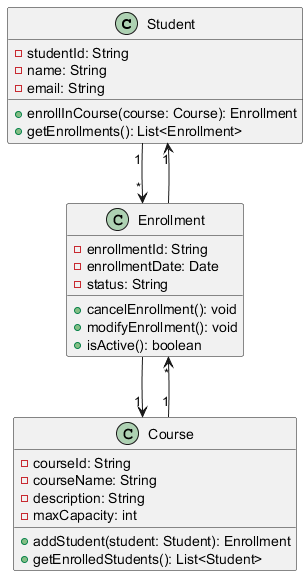 C Student
studentId: String
name: String
email: String
enrollInCourse(course: Course): Enrollment
getEnrollments(): List<Enrollment>
1 1
*
C Enrollment
enrollmentId: String
enrollmentDate: Date
status: String
cancelEnrollment(): void
modifyEnrollment(): void
isActive(): boolean
*
1 1
C Course
courseId: String
courseName: String
description: String
maxCapacity: int
addStudent(student: Student): Enrollment
getEnrolledStudents(): List<Student>